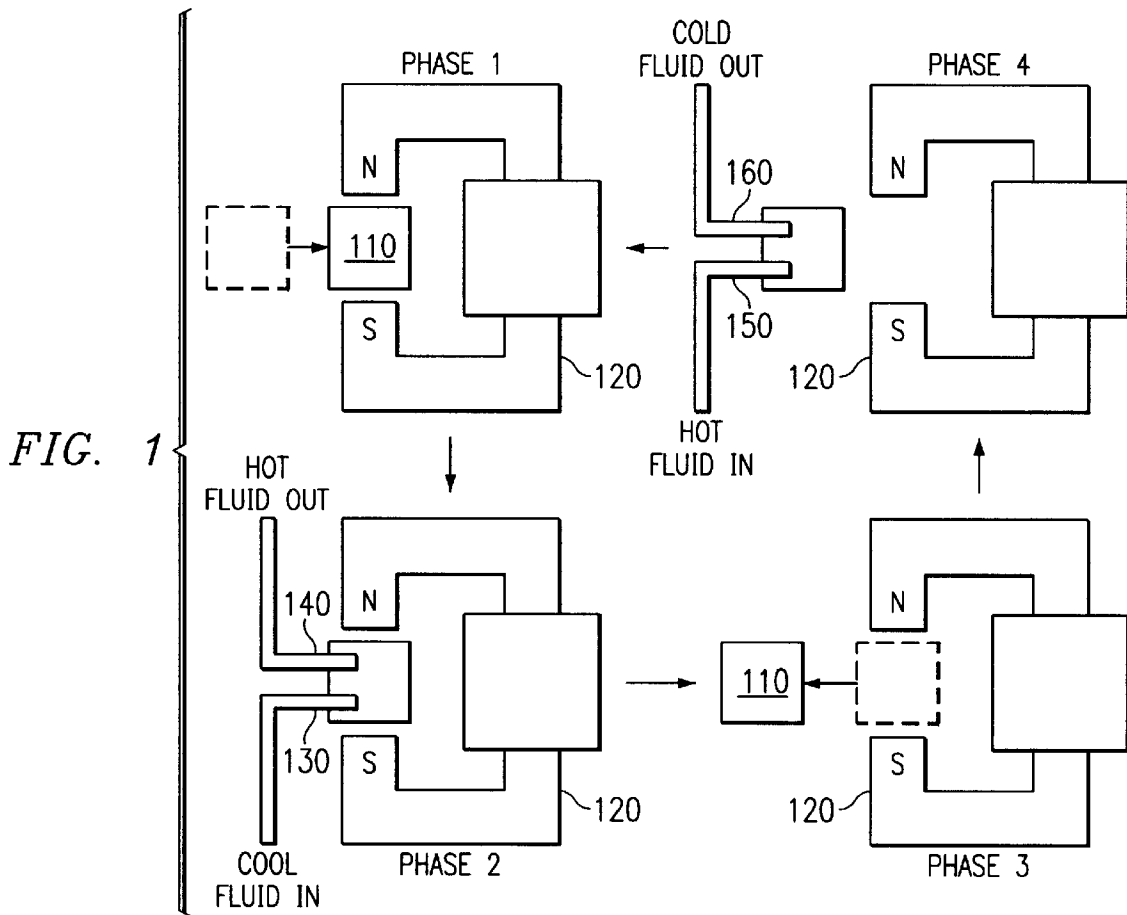 FIG. 1
PHASE 1
N
110
S
120
COLD
FLUID OUT
160
150
HOT
FLUID IN
PHASE 4
N
S
120
HOT
FLUID OUT
140
130
COOL
FLUID IN
N
S
120
PHASE 2
110
N
S
120
PHASE 3